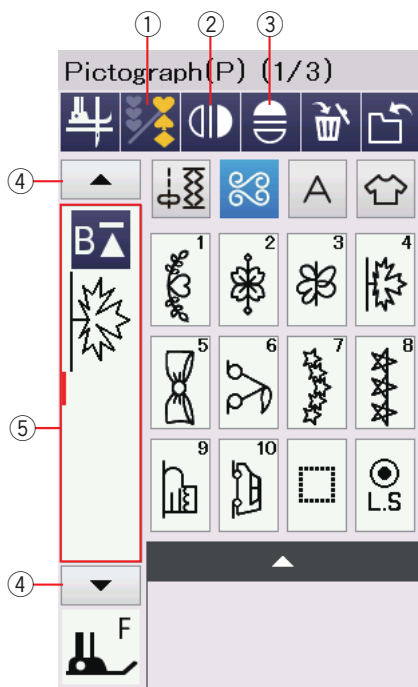 ① ② ③
Pictograph(P) (1/3)
④
A
B
1 2 3 4
5 6 7 8
⑤
9 10
L.S
④
F